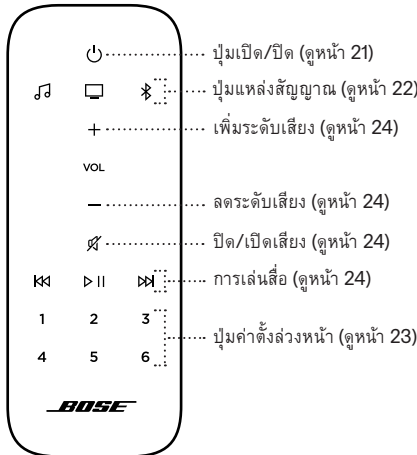 ปุ่มเปิด/ปิด (ดูหน้า 21)
ปุ่มแหล่งสัญญาณ (ดูหน้า 22)
เพิ่มระดับเสียง (ดูหน้า 24)
VOL
ลดระดับเสียง (ดูหน้า 24)
ปิด/เปิดเสียง (ดูหน้า 24)
การเล่นสื่อ (ดูหน้า 24)
1 2 3
ปุ่มค่าตั้งล่วงหน้า (ดูหน้า 23)
4 5 6
BOSE